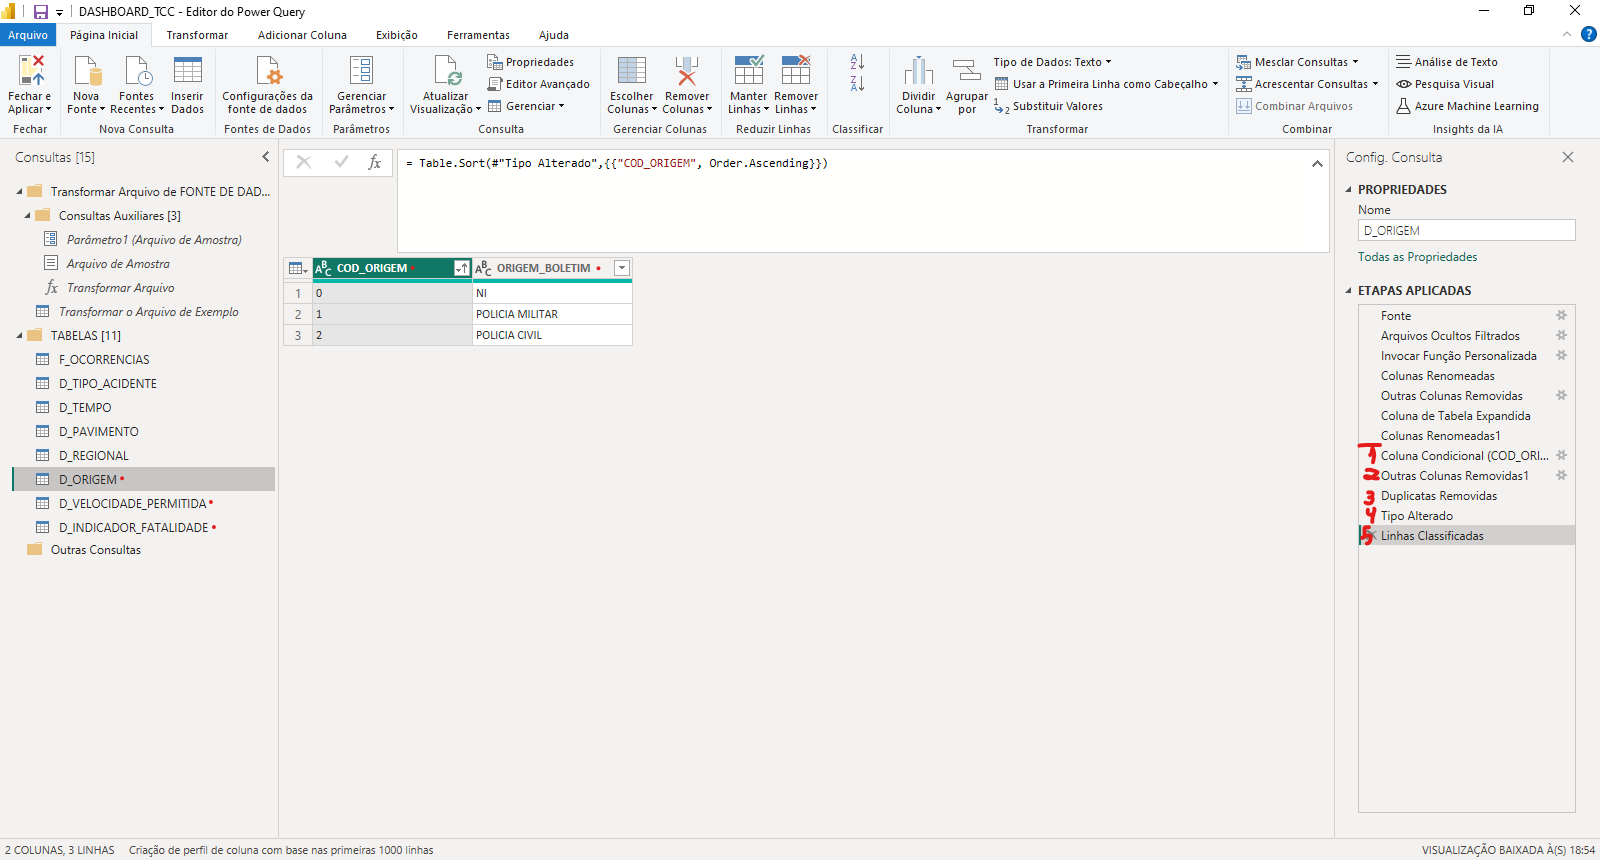 DASHBOARD_TCC - Editor do Power Query
Arquivo
Página Inicial
Transformar
Adicionar Coluna
Exibição
Ferramentas
Ajuda
Fechar e
Aplicar
Fechar
Nova
Fonte
Fontes
Recentes
Inserir
Dados
Nova Consulta
Configurações da
fonte de dados
Fontes de Dados
Gerenciar
Parâmetros
Parâmetros
Atualizar
Visualização
Propriedades
Editor Avançado
Gerenciar
Consulta
Escolher
Colunas
Remover
Colunas
Gerenciar Colunas
Manter
Linhas
Remover
Linhas
Reduzir Linhas
Classificar
Dividir
Coluna
Agrupar
por
Tipo de Dados: Texto
Usar a Primeira Linha como Cabeçalho
Substituir Valores
Transformar
Mesclar Consultas
Acrescentar Consultas
Combinar Arquivos
Combinar
Análise de Texto
Pesquisa Visual
Azure Machine Learning
Insights da IA
Consultas [15]
Transformar Arquivo de FONTE DE DAD...
Consultas Auxiliares [3]
Parâmetro1 (Arquivo de Amostra)
Arquivo de Amostra
fx Transformar Arquivo
Transformar o Arquivo de Exemplo
TABELAS [11]
F_OCORRENCIAS
D_TIPO_ACIDENTE
D_TEMPO
D_PAVIMENTO
D_REGIONAL
D_ORIGEM
D_VELOCIDADE_PERMITIDA
D_INDICADOR_FATALIDADE
Outras Consultas
fx
= Table.Sort(#"Tipo Alterado",{{"COD_ORIGEM", Order.Ascending}})
ABC COD_ORIGEM ABC ORIGEM_BOLETIM
1 0 NI
2 1 POLICIA MILITAR
3 2 POLICIA CIVIL
Config. Consulta
PROPRIEDADES
Nome
D_ORIGEM
Todas as Propriedades
ETAPAS APLICADAS
Fonte
Arquivos Ocultos Filtrados
Invocar Função Personalizada
Colunas Renomeadas
Outras Colunas Removidas
Coluna de Tabela Expandida
Colunas Renomeadas1
1 Coluna Condicional (COD_ORI...
2 Outras Colunas Removidas1
3 Duplicatas Removidas
4 Tipo Alterado
5 Linhas Classificadas
2 COLUNAS, 3 LINHAS
Criação de perfil de coluna com base nas primeiras 1000 linhas
VISUALIZAÇÃO BAIXADA À(S) 18:54